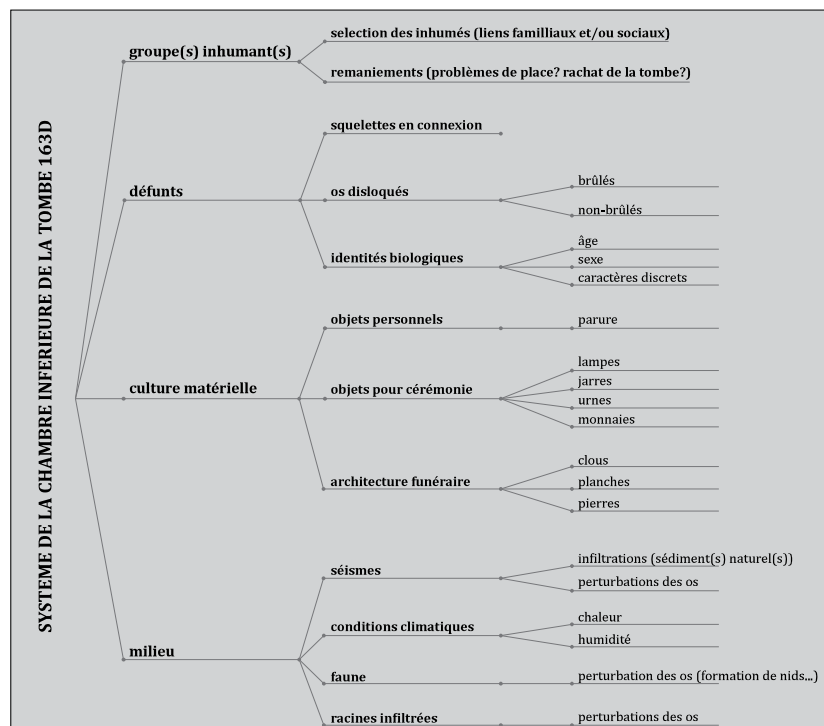 SYSTEME DE LA CHAMBRE INFERIEURE DE LA TOMBE 163D
groupe(s) inhumant(s)
selection des inhumés (liens familliaux et/ou sociaux)
remaniements (problèmes de place? rachat de la tombe?)
défunts
squelettes en connexion
os disloqués
brûlés
non-brûlés
identités biologiques
âge
sexe
caractères discrets
culture matérielle
objets personnels
parure
objets pour cérémonie
lampes
jarres
urnes
monnaies
architecture funéraire
clous
planches
pierres
milieu
séismes
infiltrations (sédiment(s) naturel(s))
perturbations des os
conditions climatiques
chaleur
humidité
faune
perturbation des os (formation de nids...)
racines infiltrées
perturbations des os